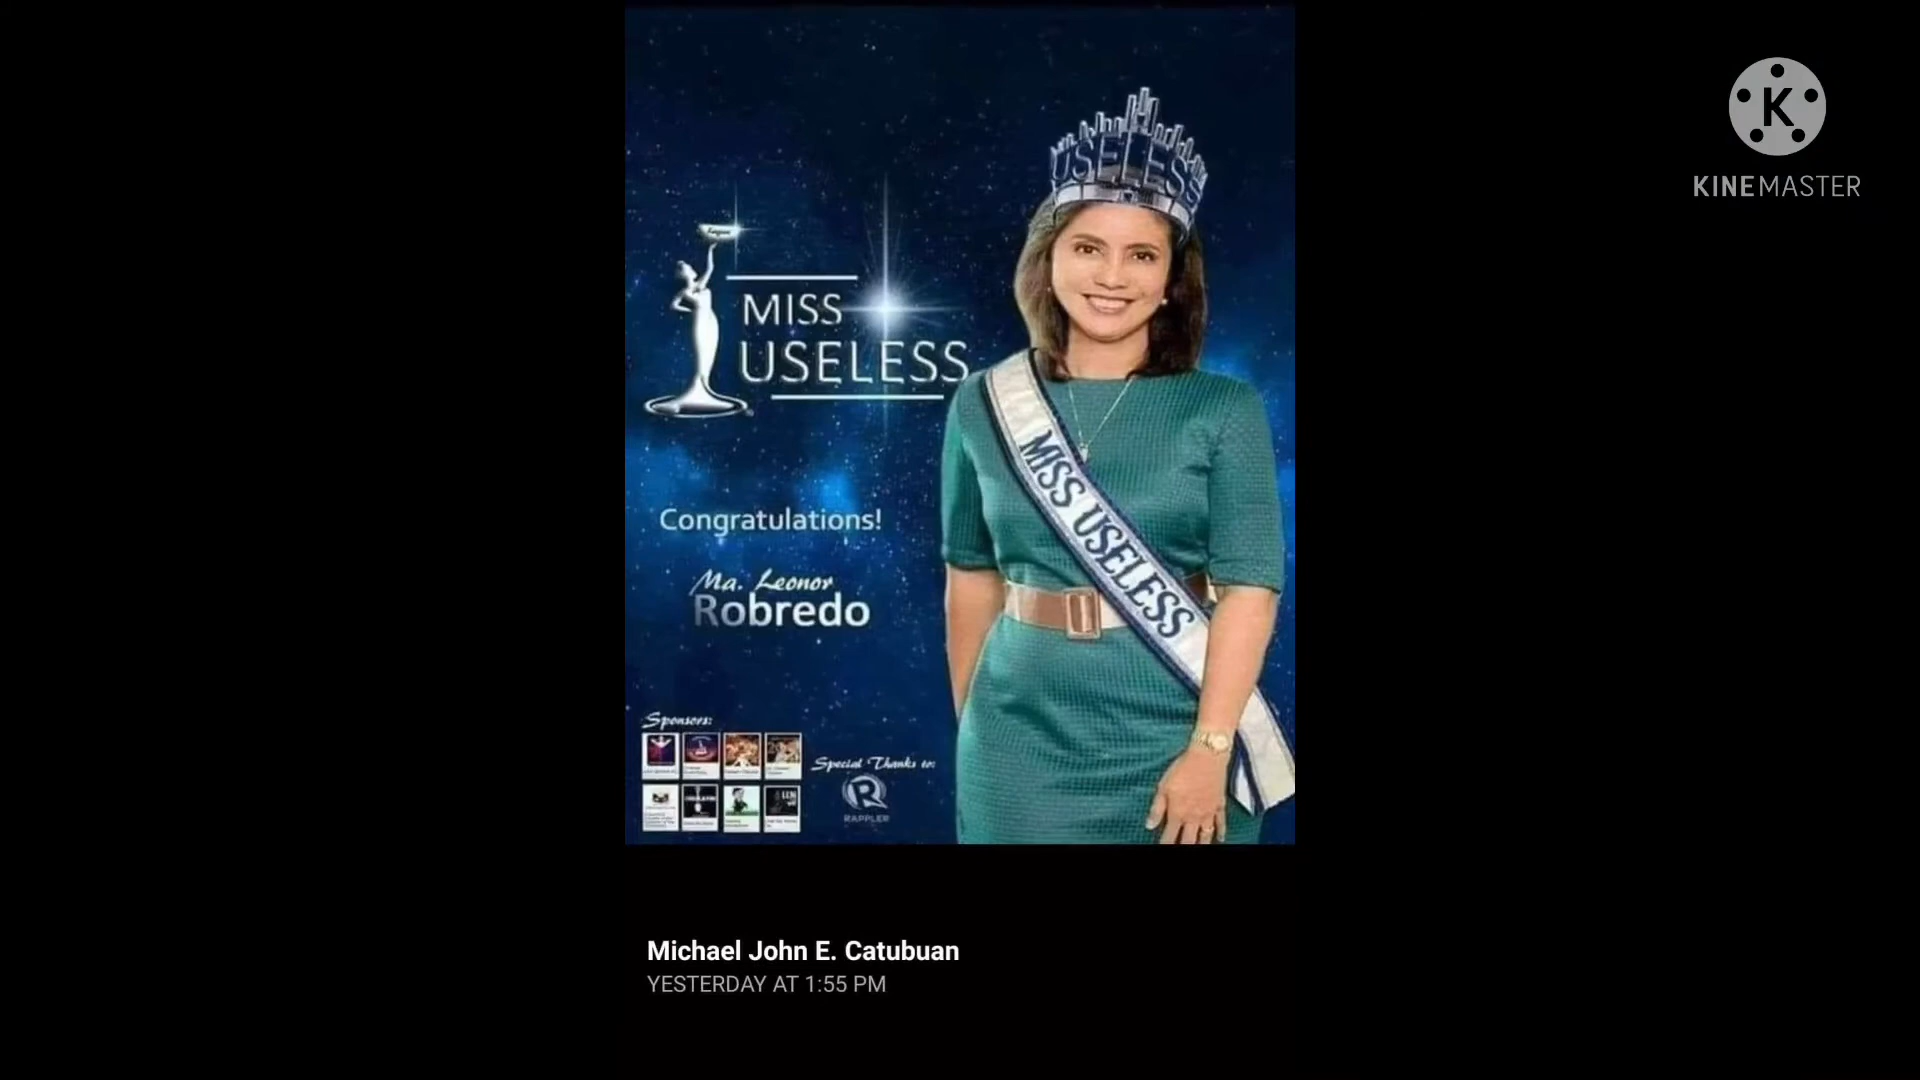 KINEMASTER
USELESS
MISS
USELESS
MISS USELESS
Congratulations!
Ma. Leonor
Robredo
Sponsors:
Special Thanks to:
RAPPLER
Michael John E. Catubuan
YESTERDAY AT 1:55 PM